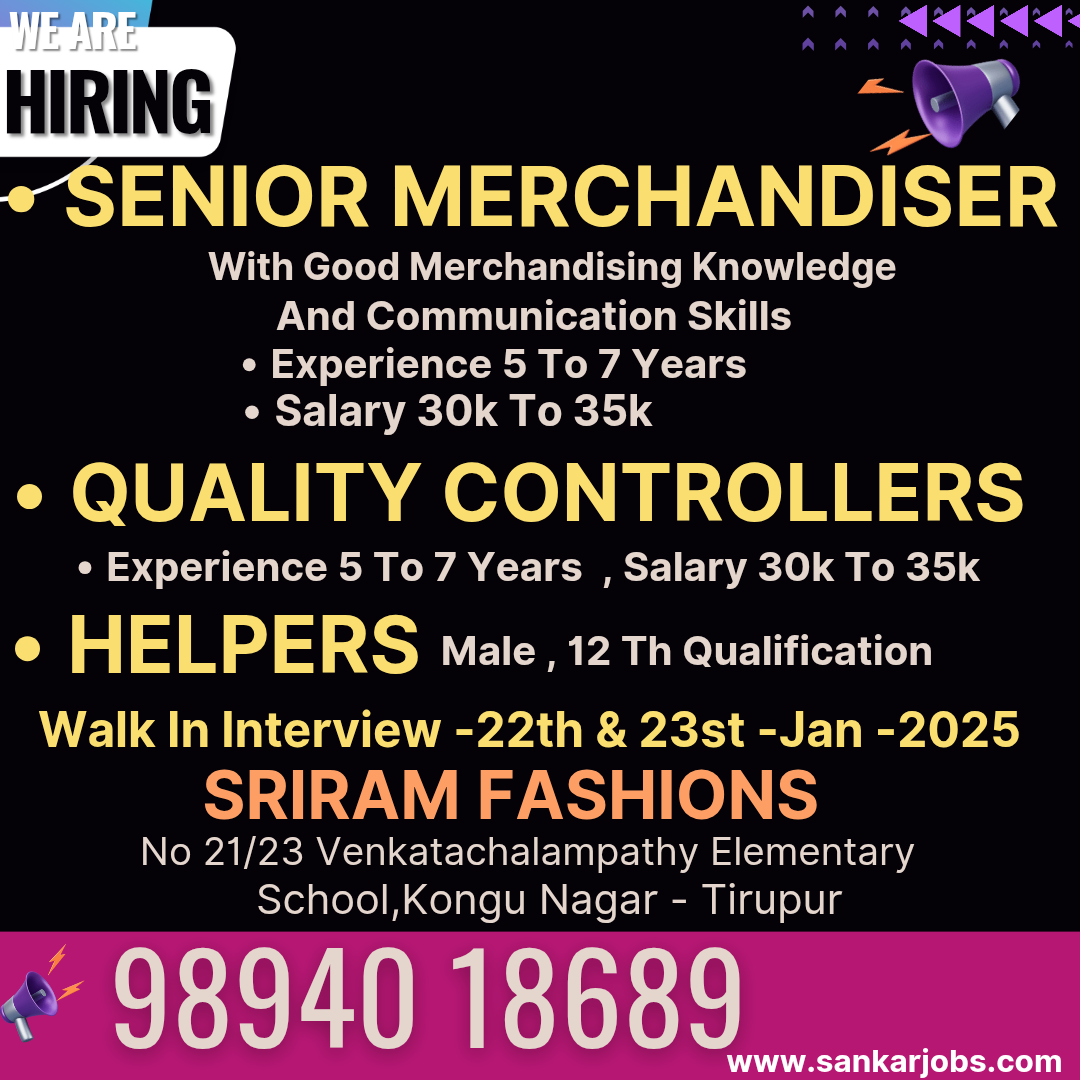 WE ARE
HIRING
• SENIOR MERCHANDISER
With Good Merchandising Knowledge
And Communication Skills
• Experience 5 To 7 Years
• Salary 30k To 35k
• QUALITY CONTROLLERS
• Experience 5 To 7 Years , Salary 30k To 35k
• HELPERS Male , 12 Th Qualification
Walk In Interview -22th & 23st -Jan -2025
SRIRAM FASHIONS
No 21/23 Venkatachalampathy Elementary
School,Kongu Nagar - Tirupur
98940 18689
www.sankarjobs.com